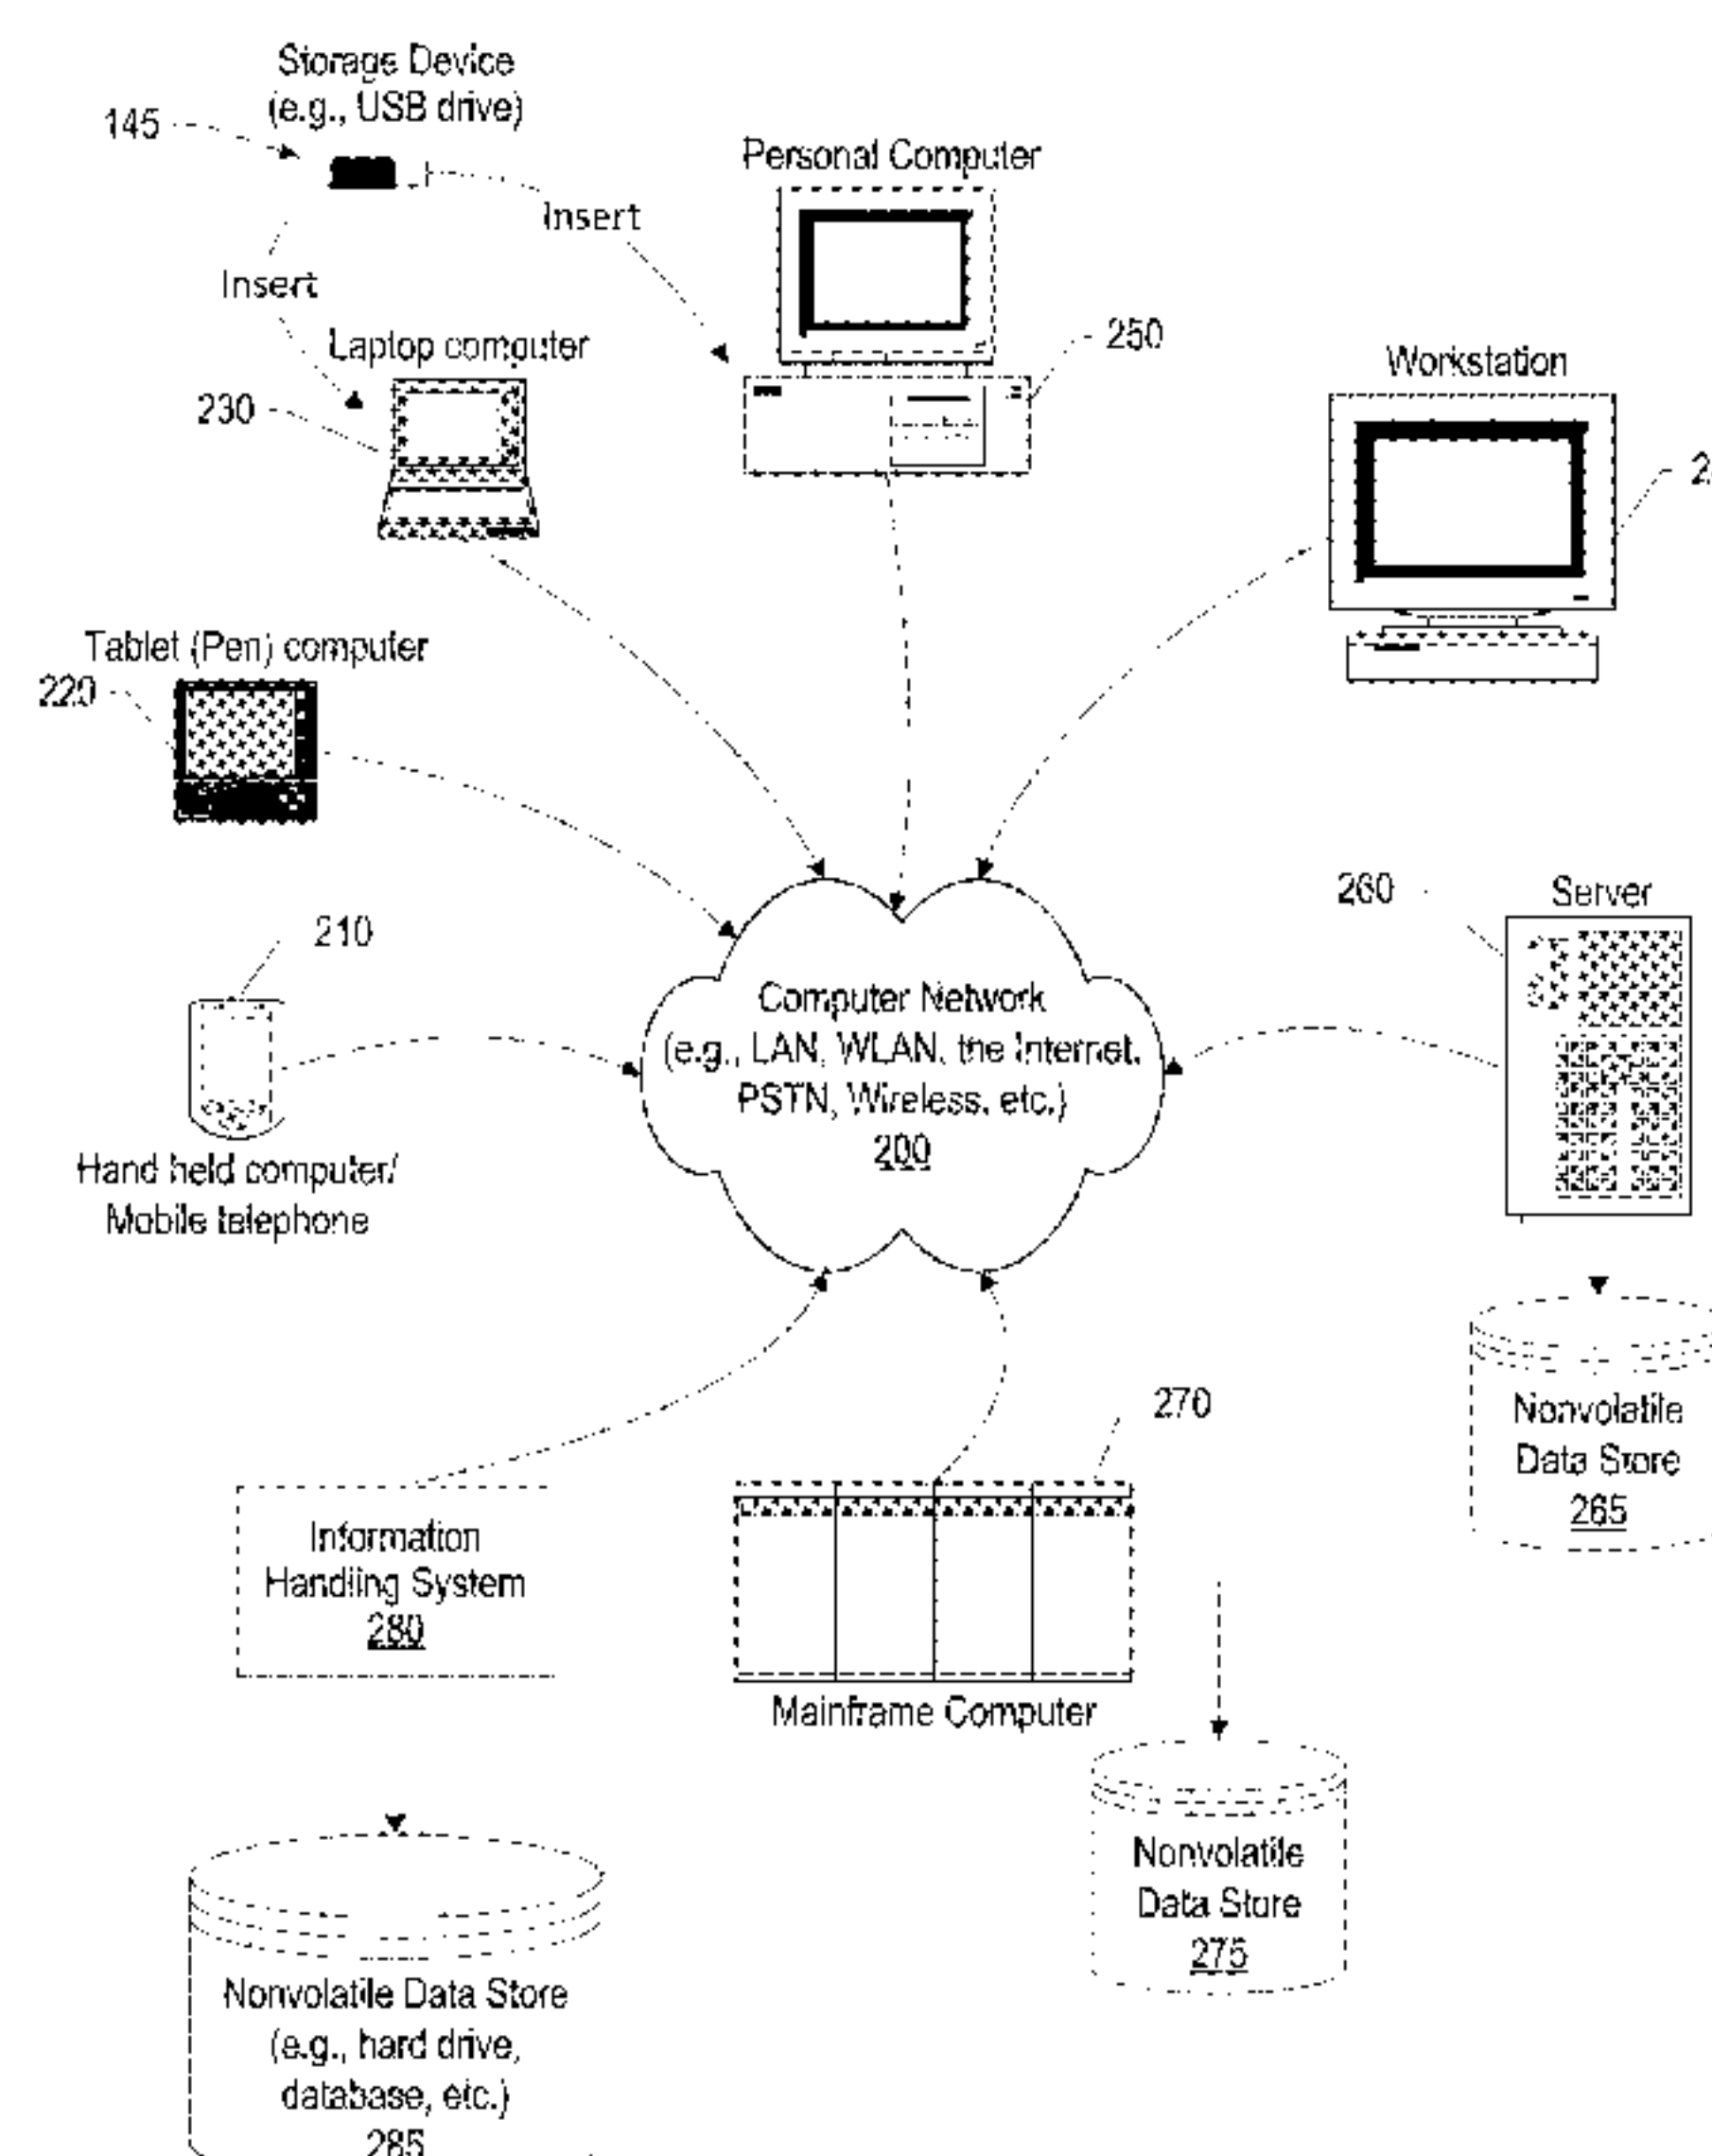 Storage Device
(e.g., USB drive)
145
Personal Computer
Insert
Insert
250
Laptop computer
Workstation
230
Tablet (Pen) computer
220
260
Server
210
Computer Network
(e.g., LAN, WLAN, the Internet,
PSTN, Wireless, etc.)
200
Hand held computer/
Mobile telephone
270
Nonvolatile
Data Store
265
Information
Handling System
280
Mainframe Computer
Nonvolatile
Data Store
275
Nonvolatile Data Store
(e.g., hard drive,
database, etc.)
285